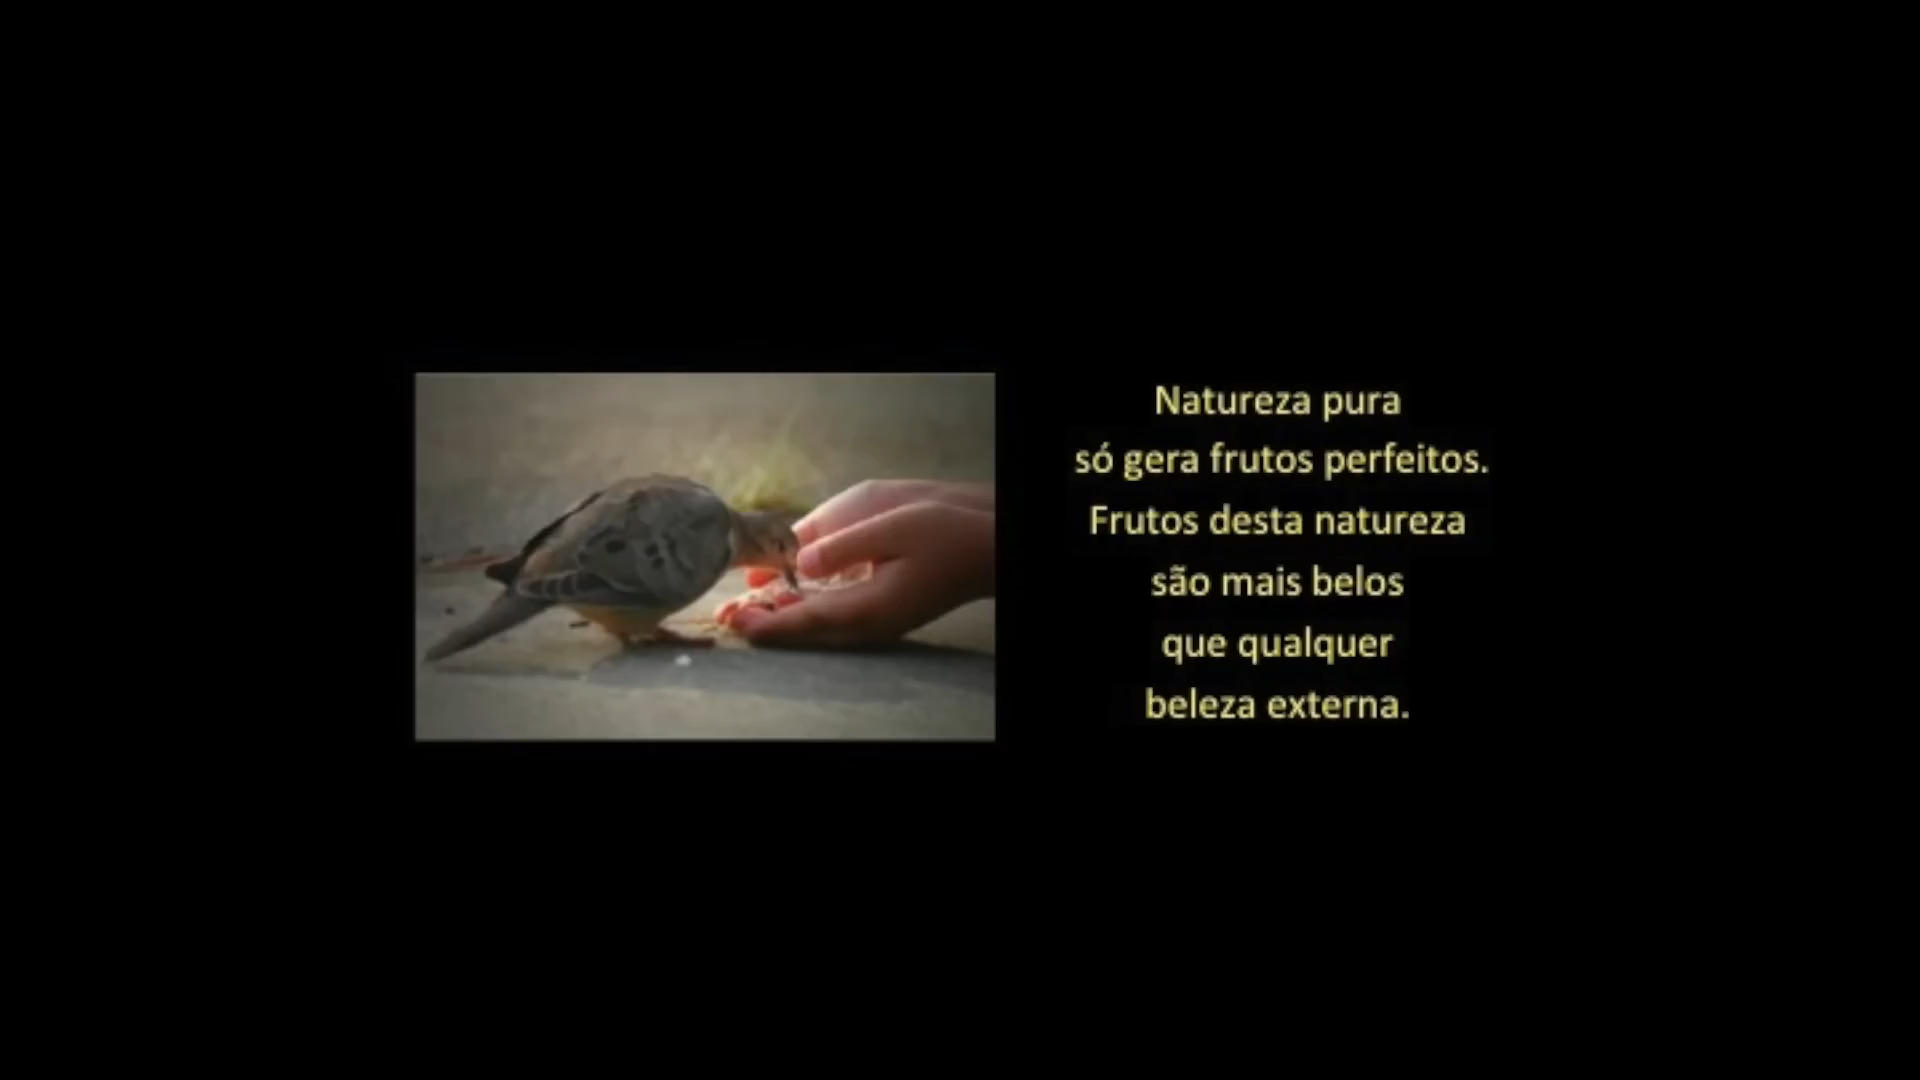 Natureza pura
só gera frutos perfeitos.
Frutos desta natureza
são mais belos
que qualquer
beleza externa.